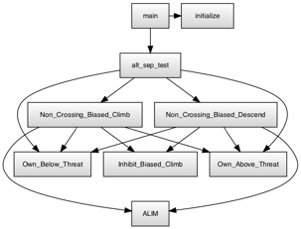 main
initialize
alt_sep_test
Non_Crossing_Biased_Climb
Non_Crossing_Biased_Descend
Own_Below_Threat
Inhibit_Biased_Climb
Own_Above_Threat
ALIM